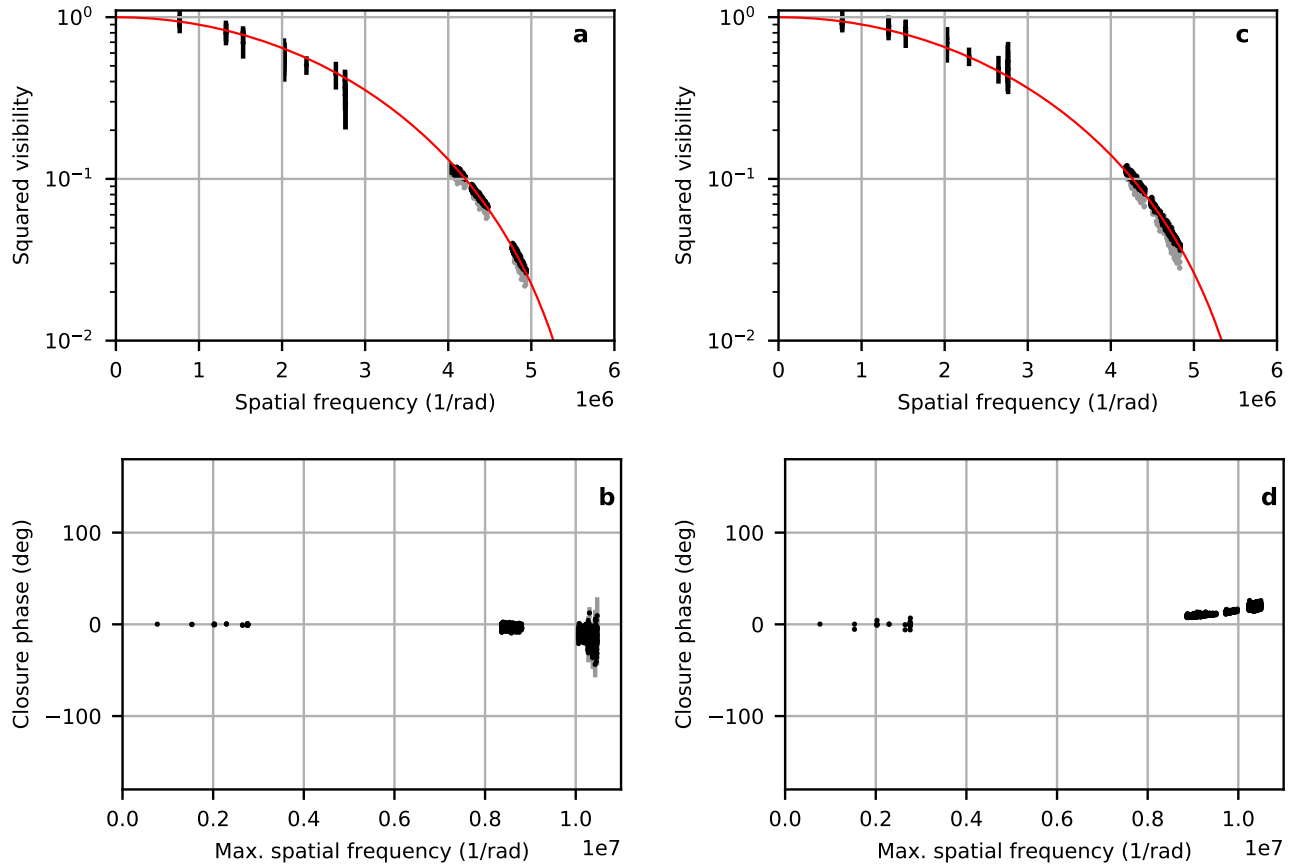 a
10⁰
10⁻¹
10⁻²
Squared visibility
0 1 2 3 4 5 6
Spatial frequency (1/rad)
1e6
c
10⁰
10⁻¹
10⁻²
Squared visibility
0 1 2 3 4 5 6
Spatial frequency (1/rad)
1e6
b
100
0
−100
Closure phase (deg)
0.0 0.2 0.4 0.6 0.8 1.0
Max. spatial frequency (1/rad)
1e7
d
100
0
−100
Closure phase (deg)
0.0 0.2 0.4 0.6 0.8 1.0
Max. spatial frequency (1/rad)
1e7